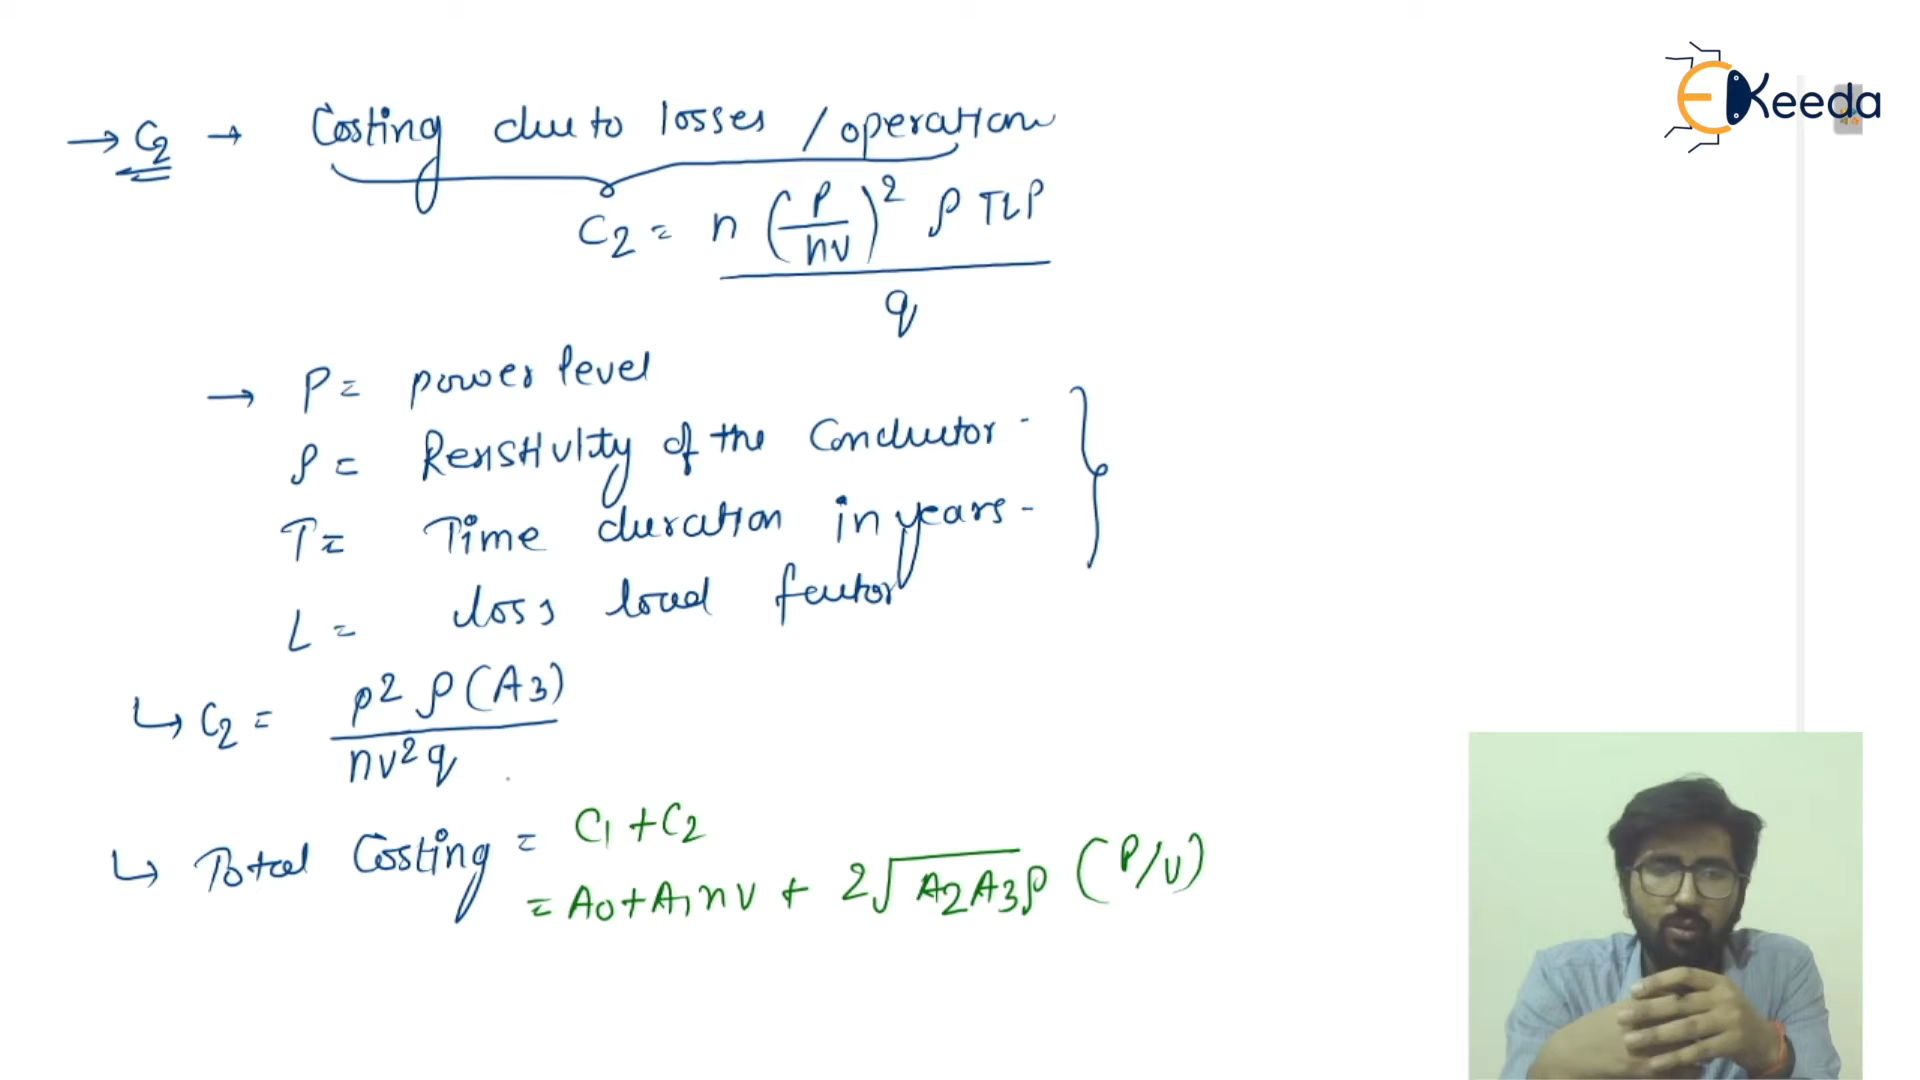 EKeeda
→ C2 → Costing due to losses / operation
C2 = n (P/nv)² ρ TLP / q
→ P = power level
ρ = Resistivity of the Conductor -
T = Time duration in years -
L = loss load factor
↳ C2 = p² ρ (A3) / nv² q
↳ Total Costing = C1 + C2
= A0 + A1 nv + 2√A2A3ρ (P/v)